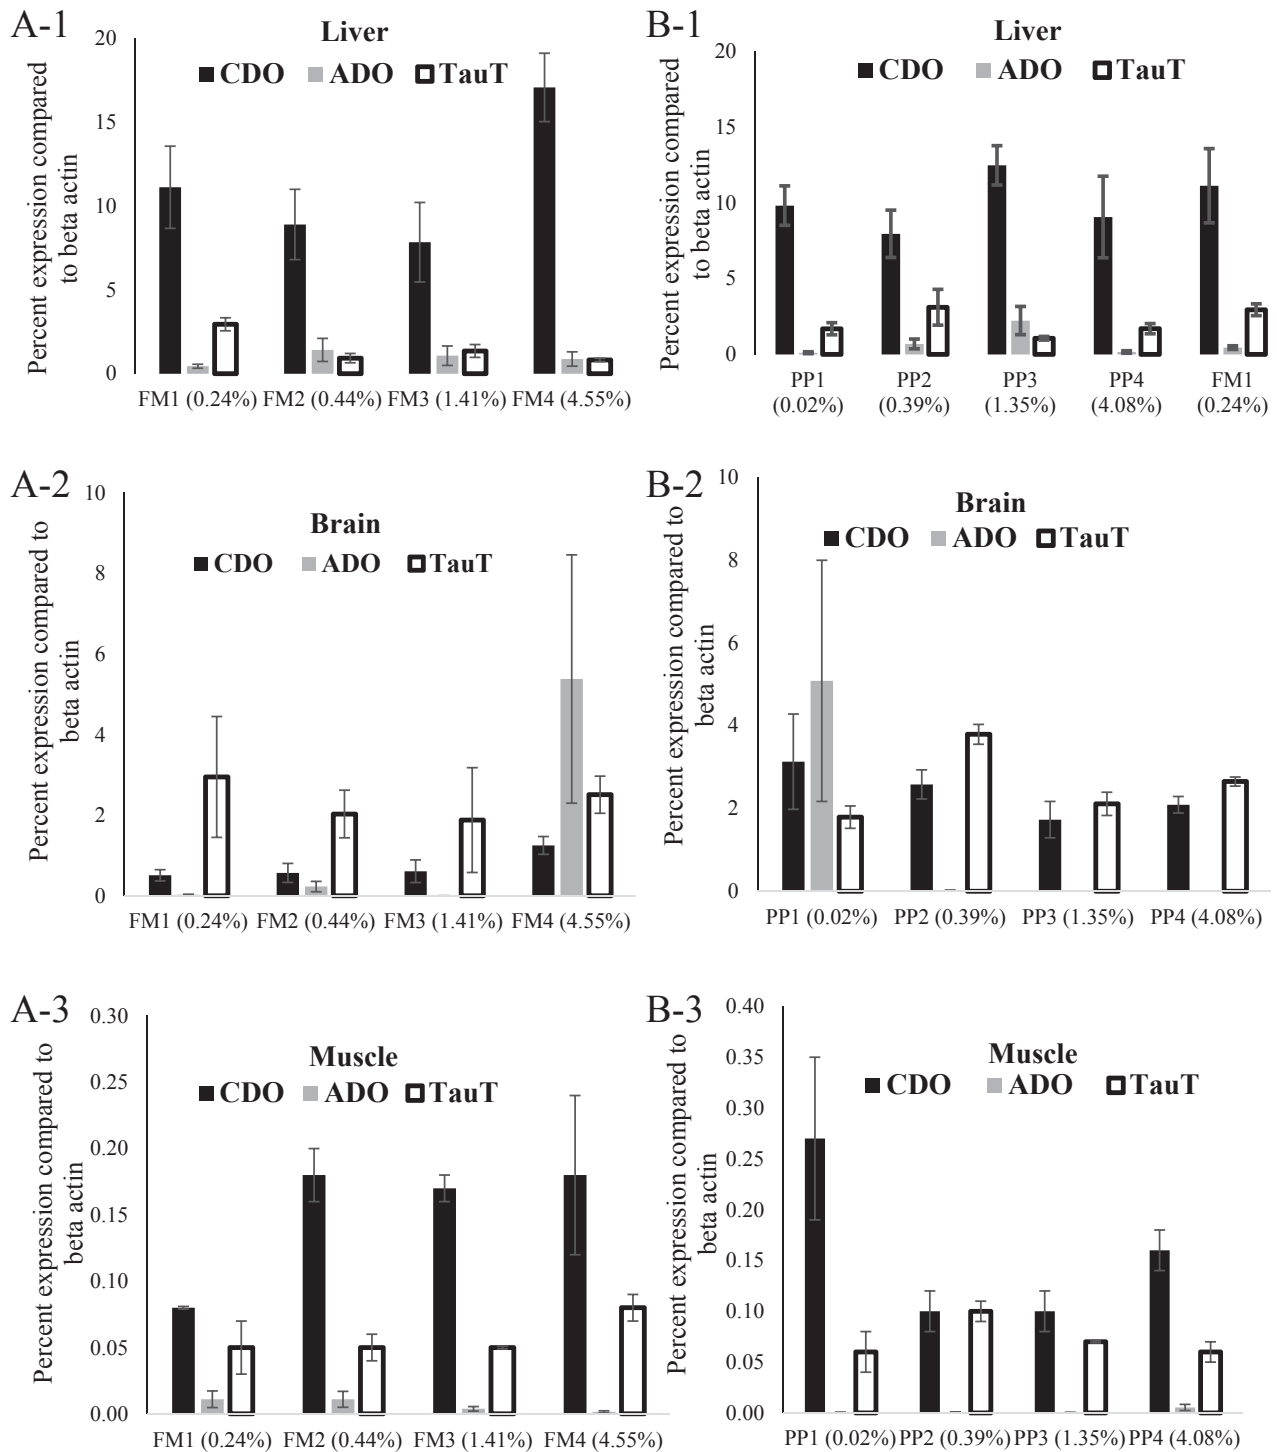 A-1
Liver
CDO ADO TauT
Percent expression compared
to beta actin
20
15
10
5
0
FM1 (0.24%) FM2 (0.44%) FM3 (1.41%) FM4 (4.55%)
B-1
Liver
CDO ADO TauT
Percent expression compared
to beta actin
20
15
10
5
0
PP1 PP2 PP3 PP4 FM1
(0.02%) (0.39%) (1.35%) (4.08%) (0.24%)
A-2
Brain
CDO ADO TauT
Percent expression compared to
beta actin
10
8
6
4
2
0
FM1 (0.24%) FM2 (0.44%) FM3 (1.41%) FM4 (4.55%)
B-2
Brain
CDO ADO TauT
Percent expression compared to
beta actin
10
8
6
4
2
0
PP1 (0.02%) PP2 (0.39%) PP3 (1.35%) PP4 (4.08%)
A-3
Muscle
CDO ADO TauT
Percent expression compared to
beta actin
0.30
0.25
0.20
0.15
0.10
0.05
0.00
FM1 (0.24%) FM2 (0.44%) FM3 (1.41%) FM4 (4.55%)
B-3
Muscle
CDO ADO TauT
Percent expression compared to
beta actin
0.40
0.35
0.30
0.25
0.20
0.15
0.10
0.05
0.00
PP1 (0.02%) PP2 (0.39%) PP3 (1.35%) PP4 (4.08%)